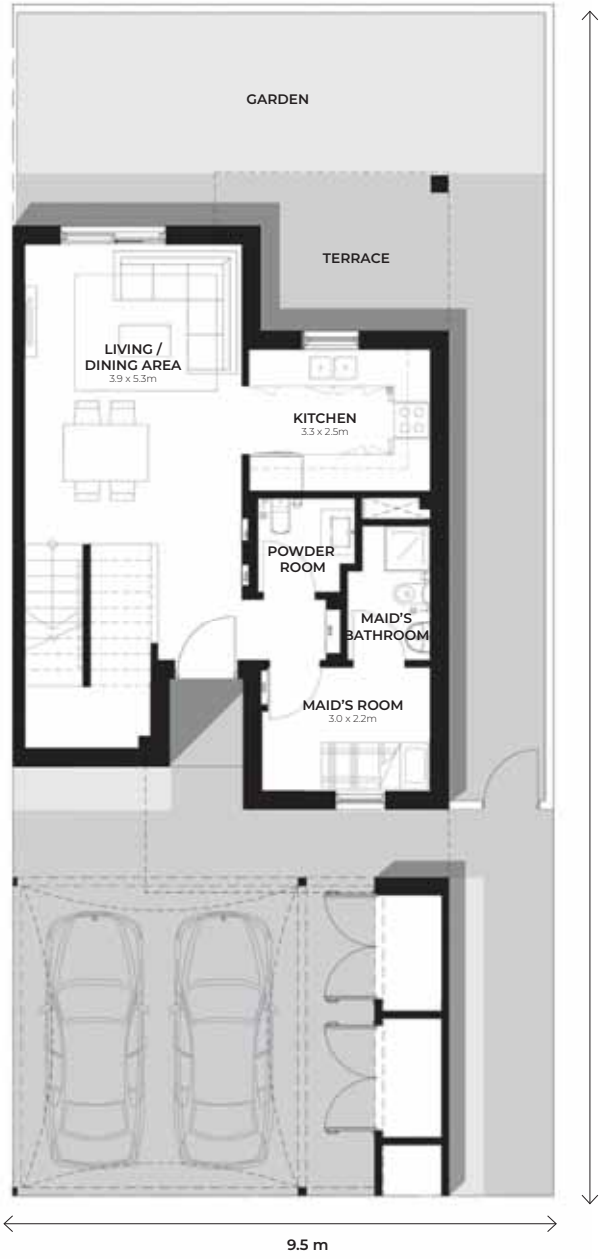 GARDEN
TERRACE
LIVING /
DINING AREA
3.9 x 5.3m
KITCHEN
3.3 x 2.5m
POWDER
ROOM
MAID'S
BATHROOM
MAID'S ROOM
3.0 x 2.2m
9.5 m